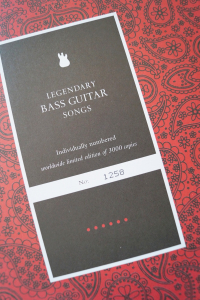 LEGENDARY
BASS GUITAR
SONGS
Individually numbered
worldwide limited edition of 3000 copies
No. 1258